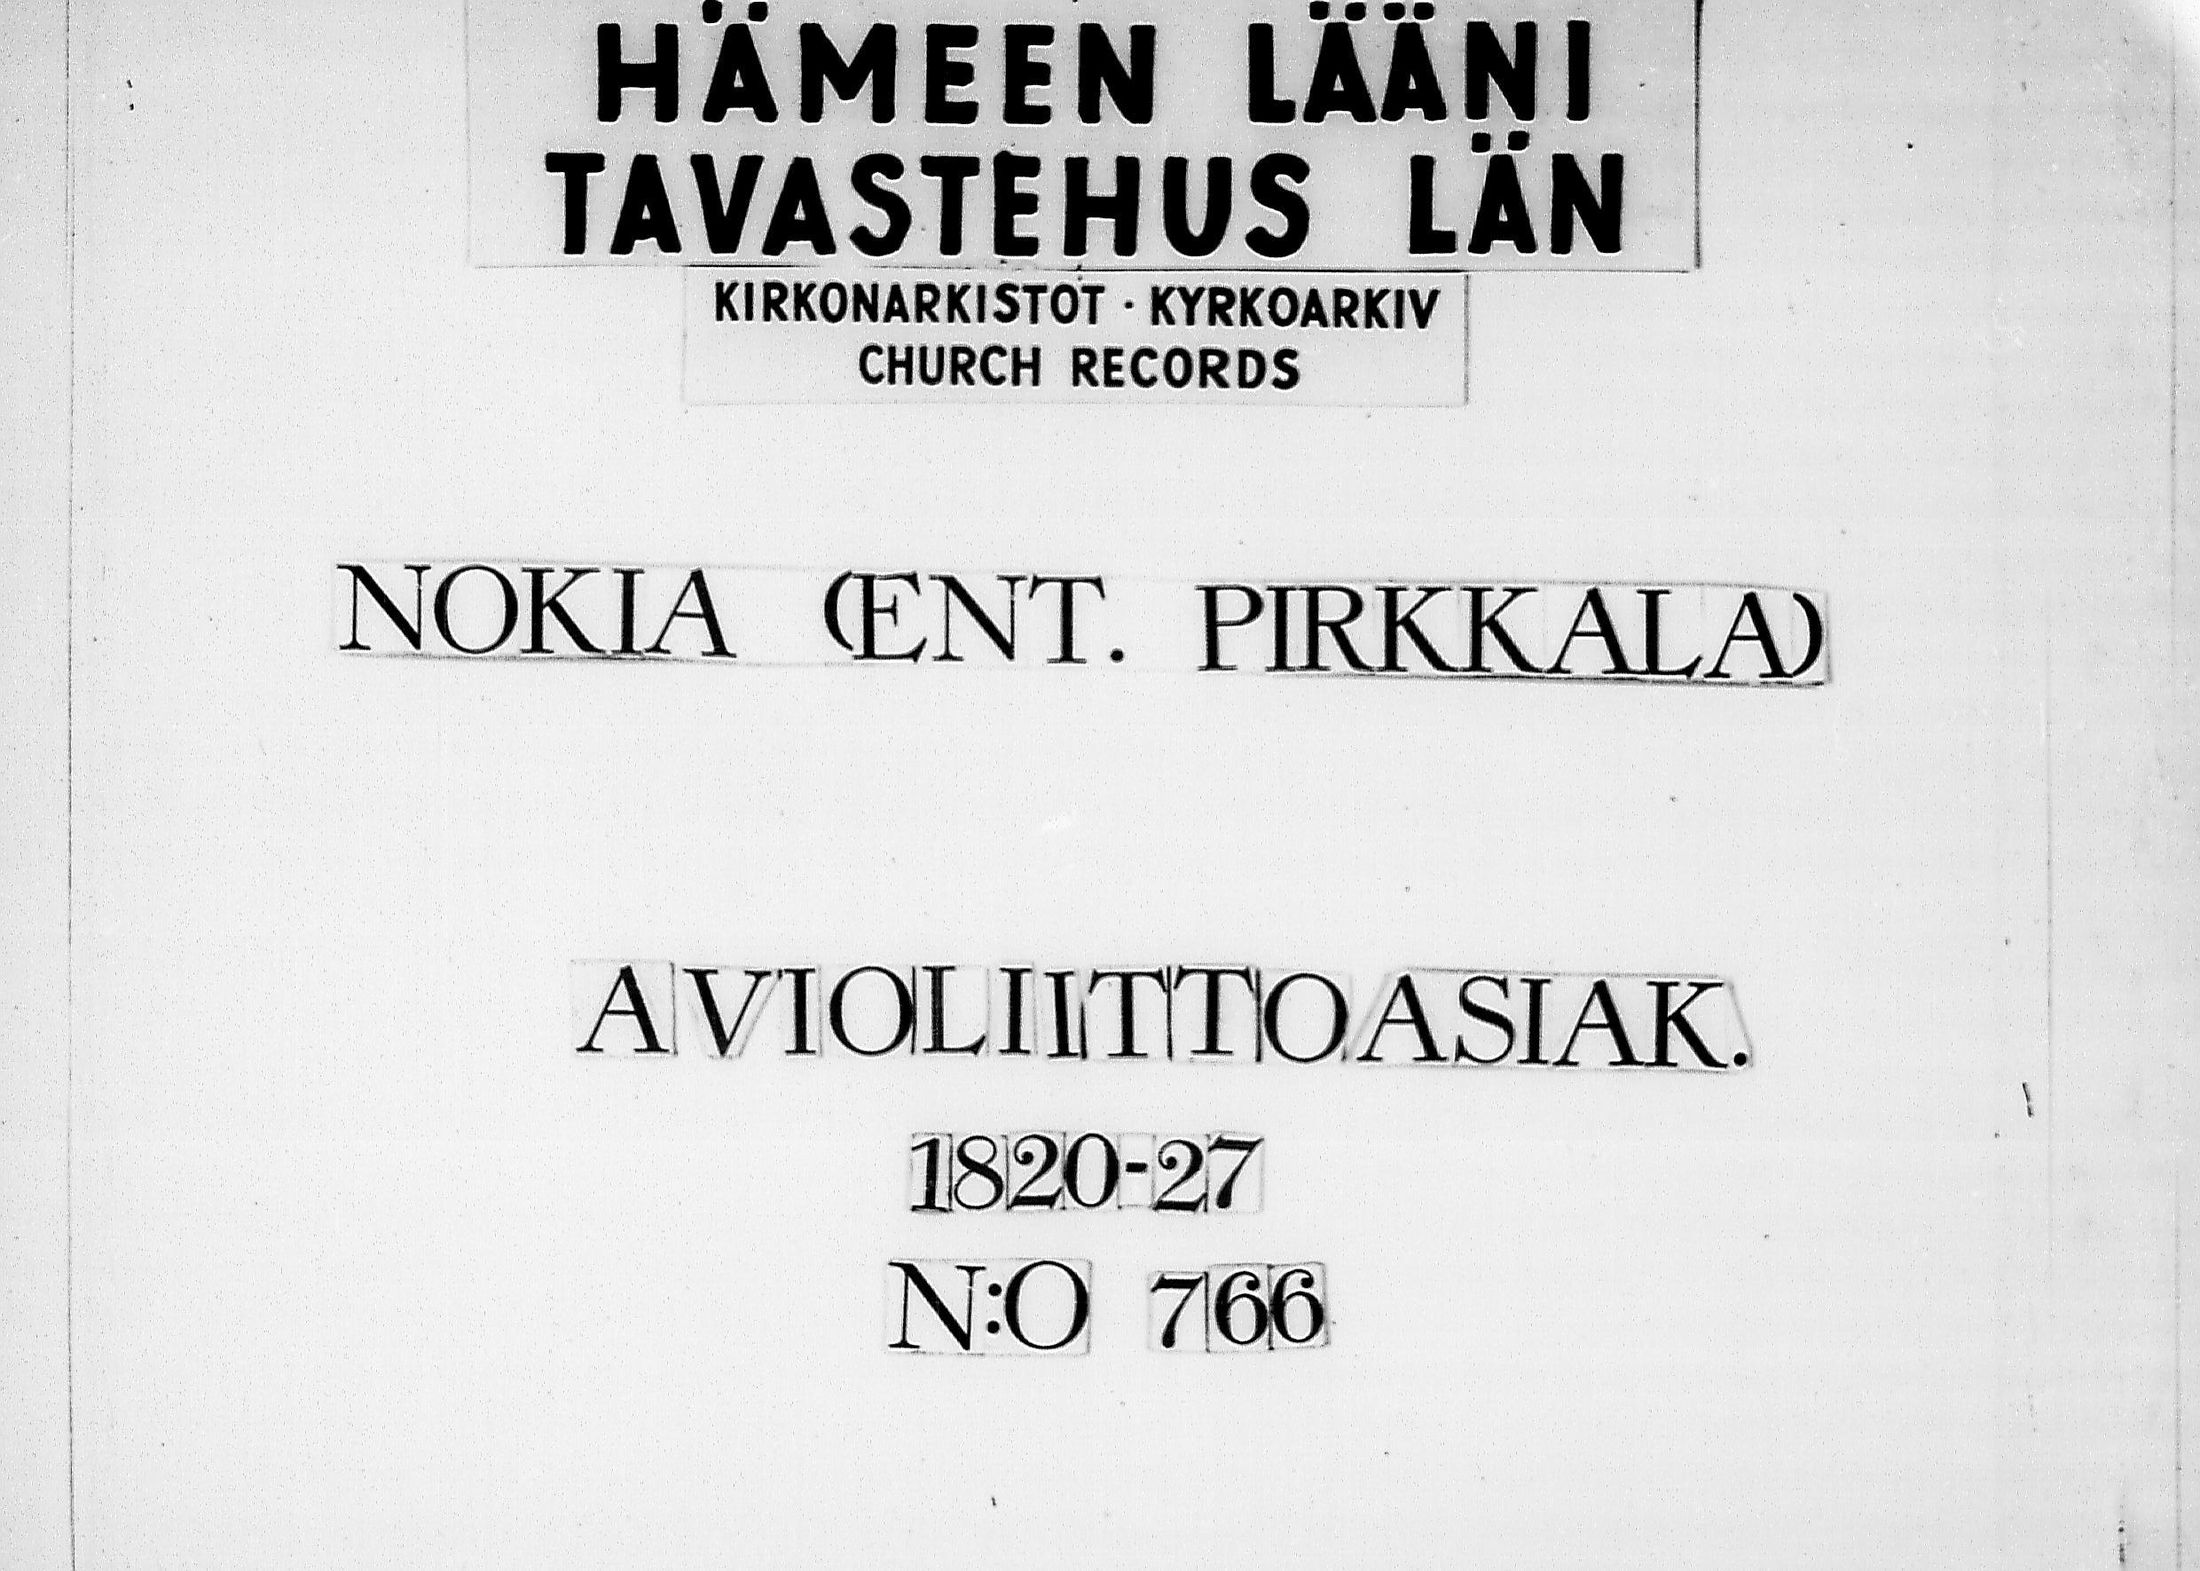 HÄMEEN LÄÄNI
TAVASTEHUS LÄN
KIRKONARKISTOT · KYRKOARKIV
CHURCH RECORDS
NOKIA (ENT. PIRKKALA)
AVIOLIITTOASIAK.
1820-27
N:O 766